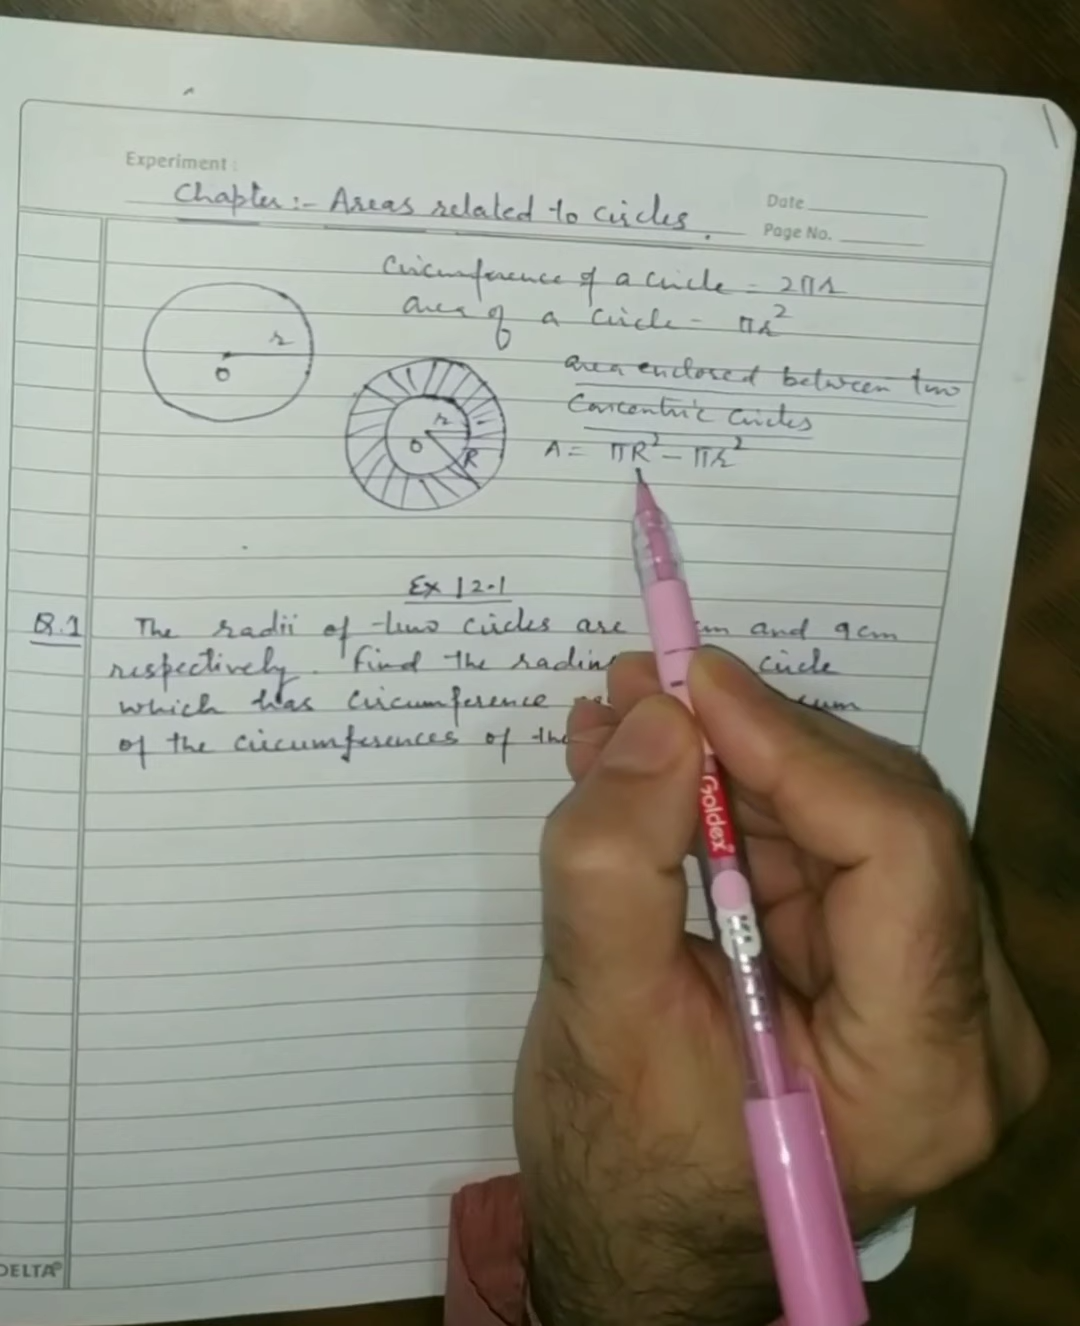 Experiment :
Chapter :- Areas related to circles.
Date
Page No.
Circumference of a circle = 2πr
area of a circle - πr²
r
O
area enclosed between two
Concentric Circles
r
O
R
A = πR² - πr²
Ex 12.1
Q.1 The radii of two circles are cm and 9cm
respectively. Find the radius circle
which has circumference
of the circumferences of the
Goldex
DELTA